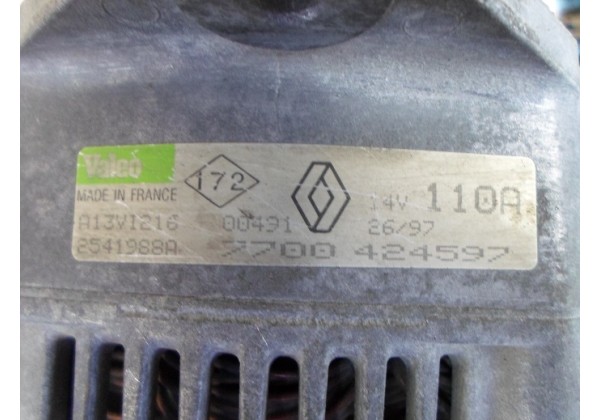 Valeo
MADE IN FRANCE
172
14V 110A
A13V1216 00491 26/97
2541988A 7700 424597